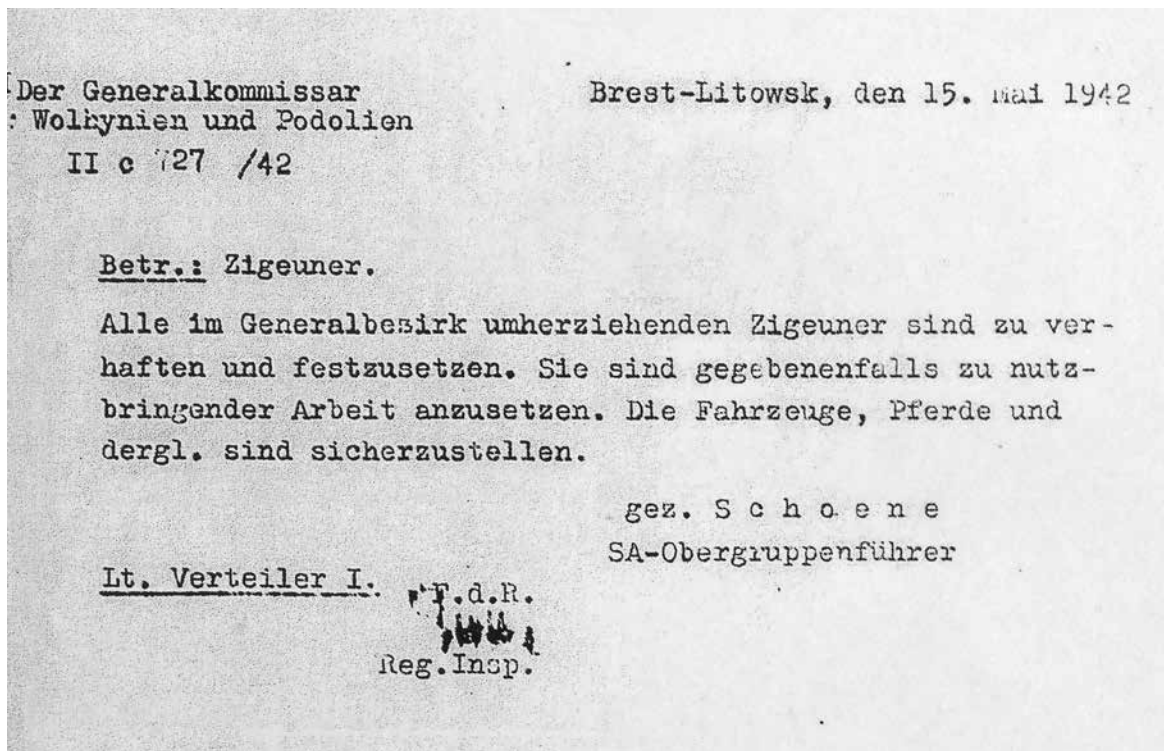 Der Generalkommissar
Brest-Litowsk, den 15. Mai 1942
: Wolhynien und Podolien
II c 727 /42
Betr.: Zigeuner.
Alle im Generalbezirk umherziehenden Zigeuner sind zu ver-
haften und festzusetzen. Sie sind gegebenenfalls zu nutz-
bringender Arbeit anzusetzen. Die Fahrzeuge, Pferde und
dergl. sind sicherzustellen.
gez. S c h o e n e
SA-Obergruppenführer
Lt. Verteiler I.
F.d.R.
Reg.Insp.